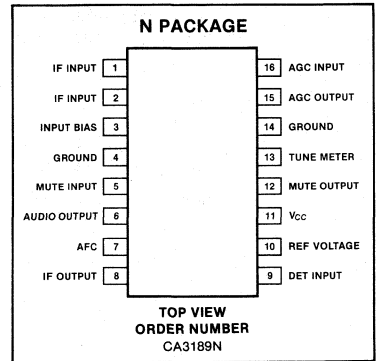 N PACKAGE
IF INPUT 1
IF INPUT 2
INPUT BIAS 3
GROUND 4
MUTE INPUT 5
AUDIO OUTPUT 6
AFC 7
IF OUTPUT 8
16 AGC INPUT
15 AGC OUTPUT
14 GROUND
13 TUNE METER
12 MUTE OUTPUT
11 VCC
10 REF VOLTAGE
9 DET INPUT
TOP VIEW
ORDER NUMBER
CA3189N